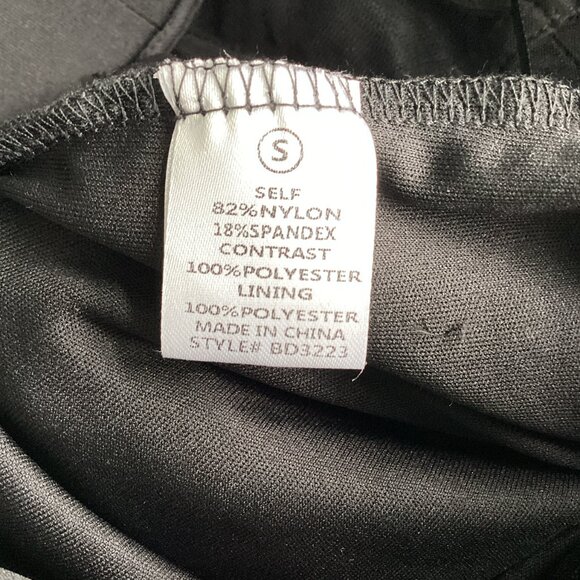 S
SELF
82%NYLON
18%SPANDEX
CONTRAST
100%POLYESTER
LINING
100%POLYESTER
MADE IN CHINA
STYLE# BD3223